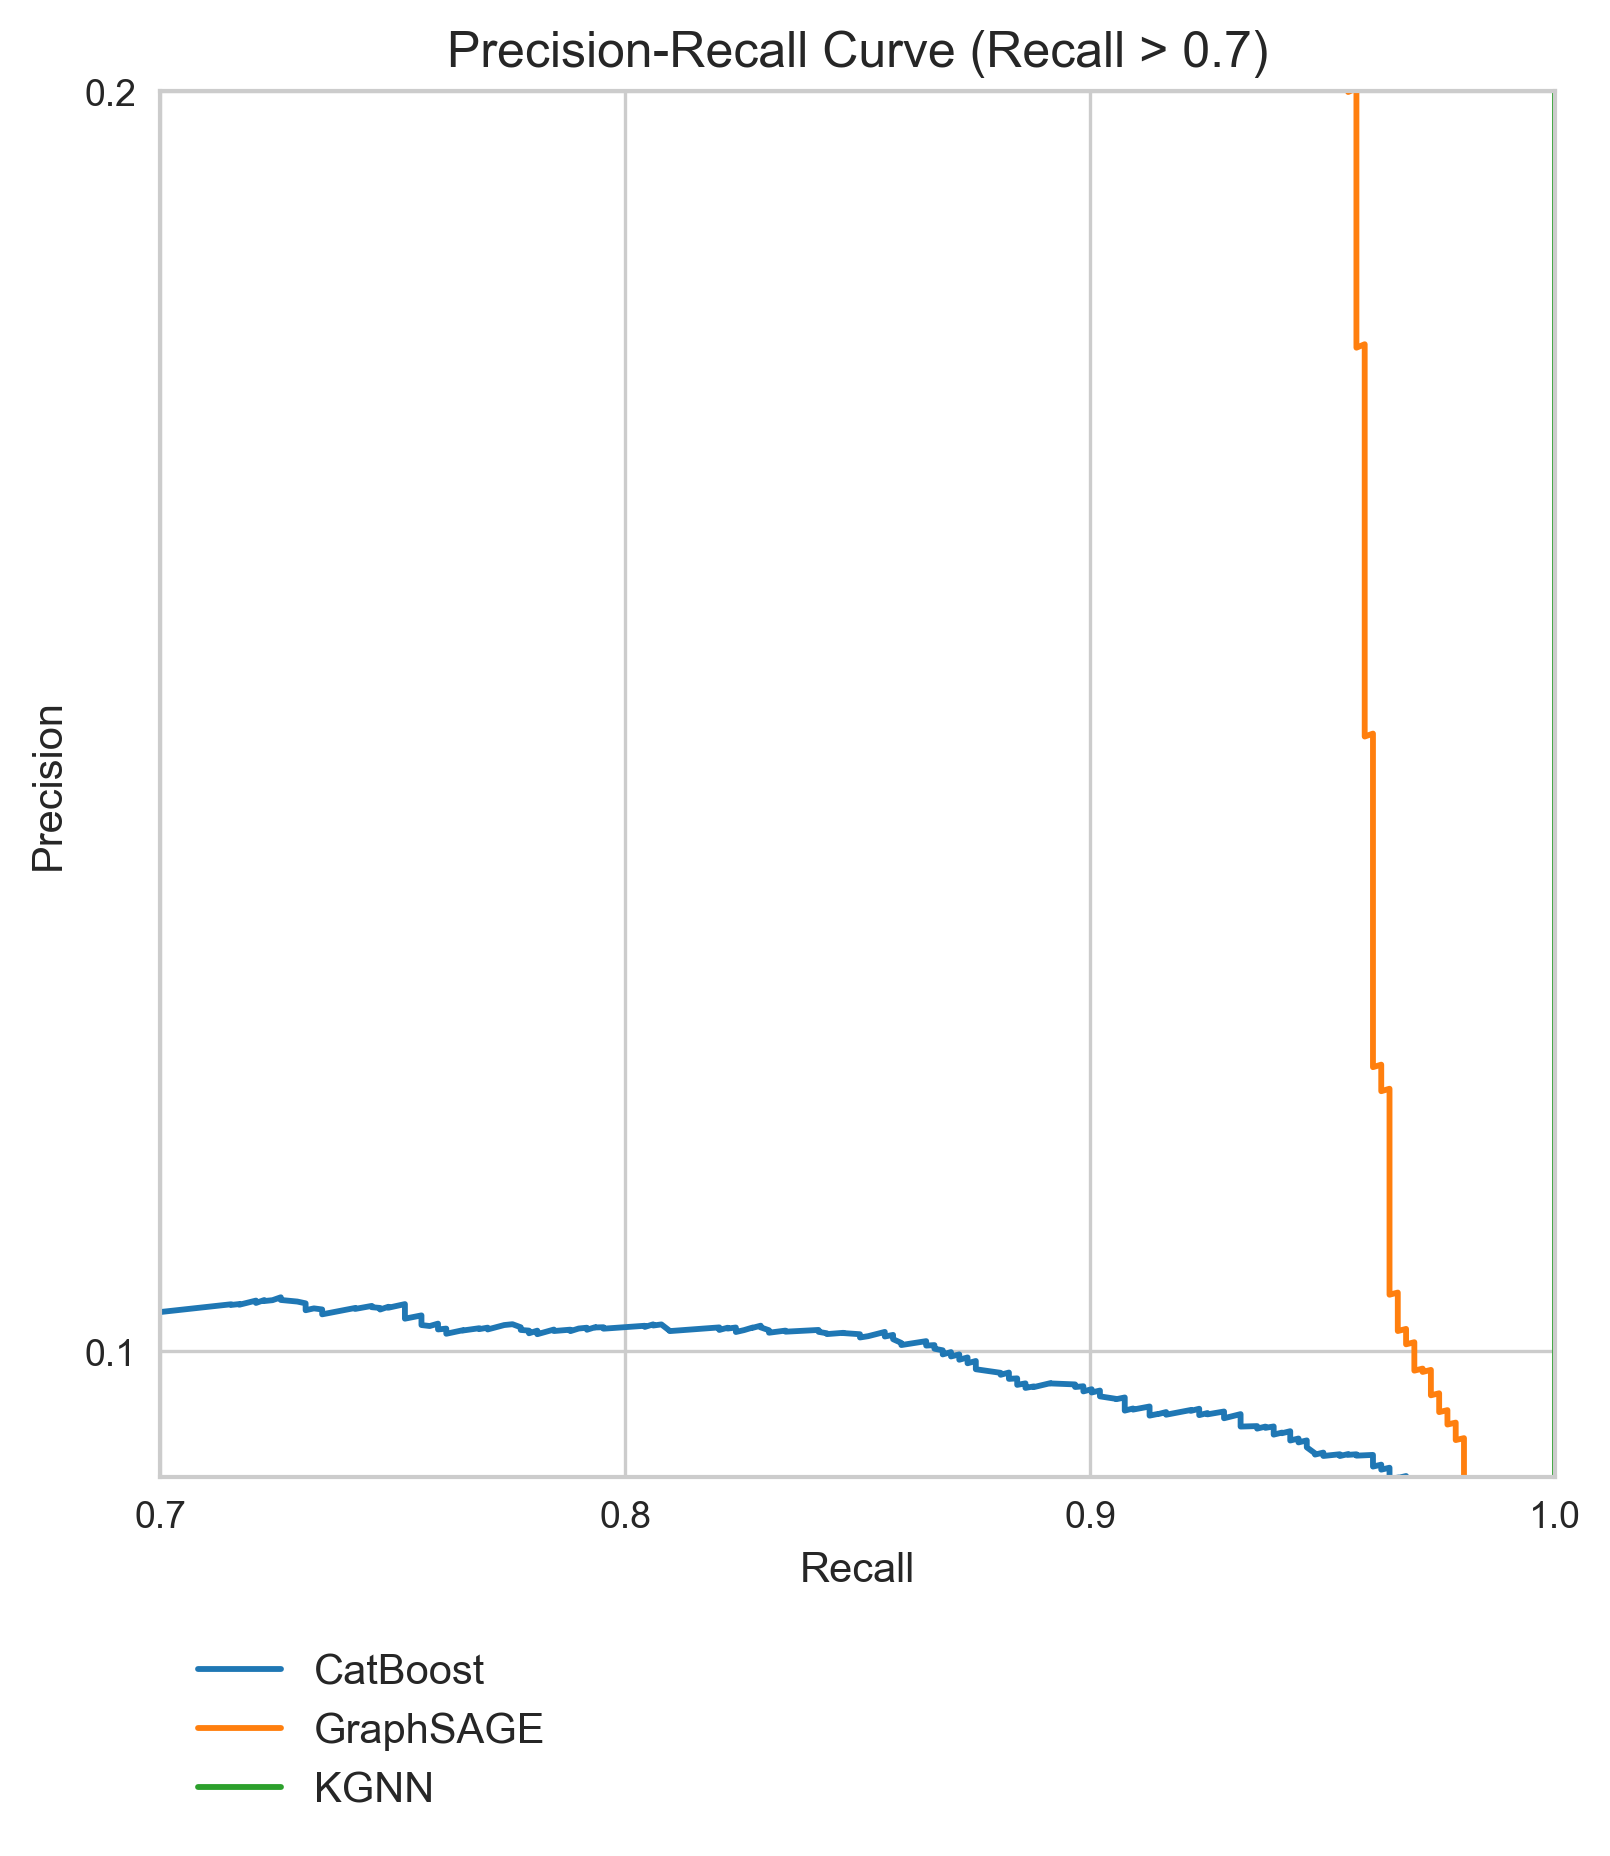 Precision-Recall Curve (Recall > 0.7)
0.2
Precision
0.1
0.7 0.8 0.9 1.0
Recall
CatBoost
GraphSAGE
KGNN